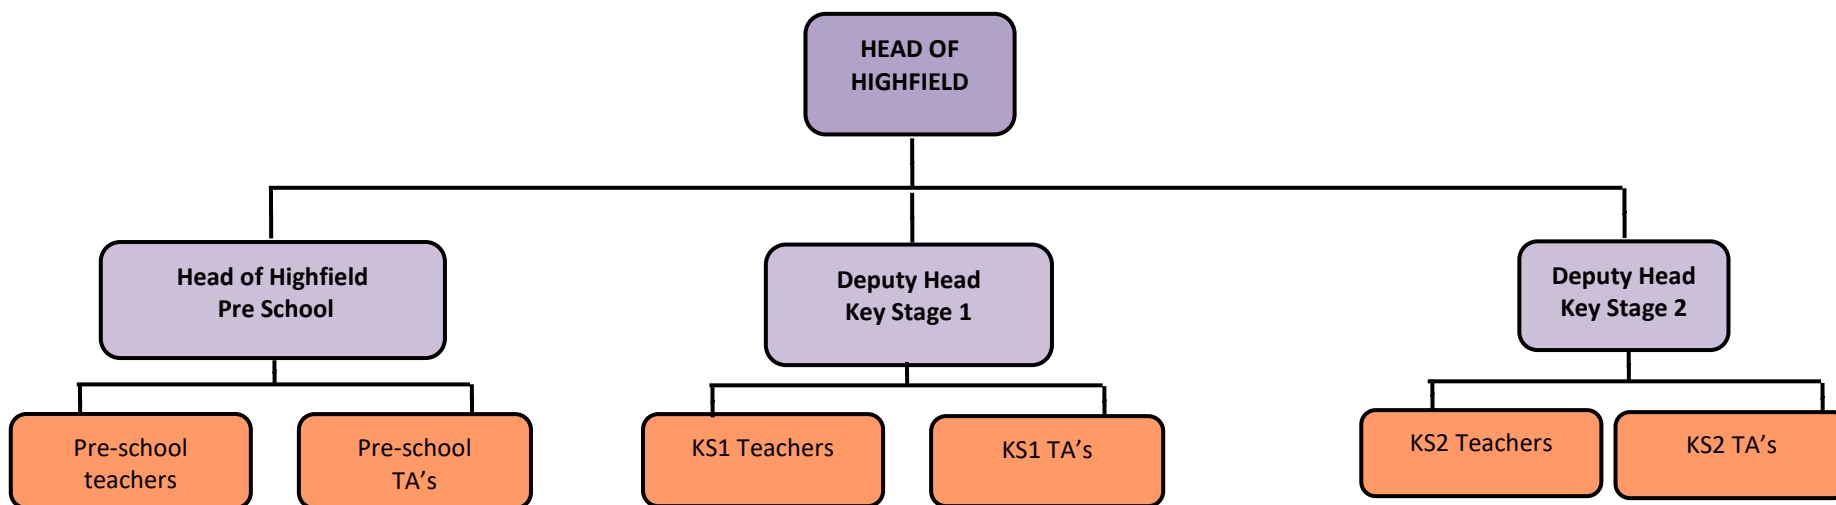 HEAD OF
HIGHFIELD
Head of Highfield
Pre School
Deputy Head
Key Stage 1
Deputy Head
Key Stage 2
Pre-school
teachers
Pre-school
TA’s
KS1 Teachers
KS1 TA’s
KS2 Teachers
KS2 TA’s